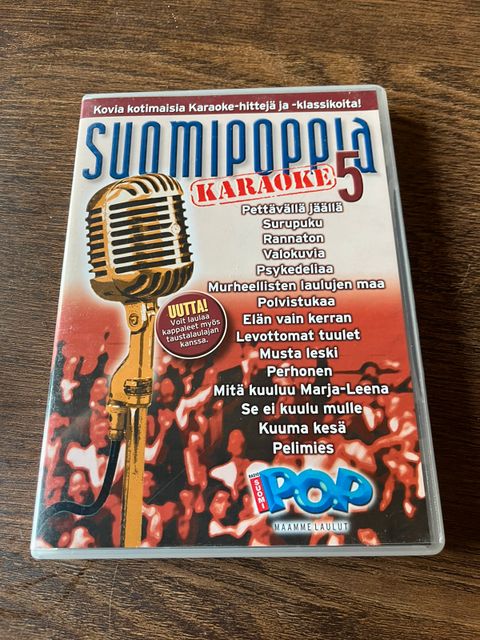 Kovia kotimaisia Karaoke-hittejä ja -klassikoita!
SUOMIPOPPIA
KARAOKE 5
Pettävällä jäällä
Surupuku
Rannaton
Valokuvia
Psykedeliaa
Murheellisten laulujen maa
Polvistukaa
Elän vain kerran
Levottomat tuulet
Musta leski
Perhonen
Mitä kuuluu Marja-Leena
Se ei kuulu mulle
Kuuma kesä
Pelimies
UUTTA!
Voit laulaa
kappaleet myös
taustalaulajan
kanssa.
RADIO
SUOMI
POP
MAAMME LAULUT